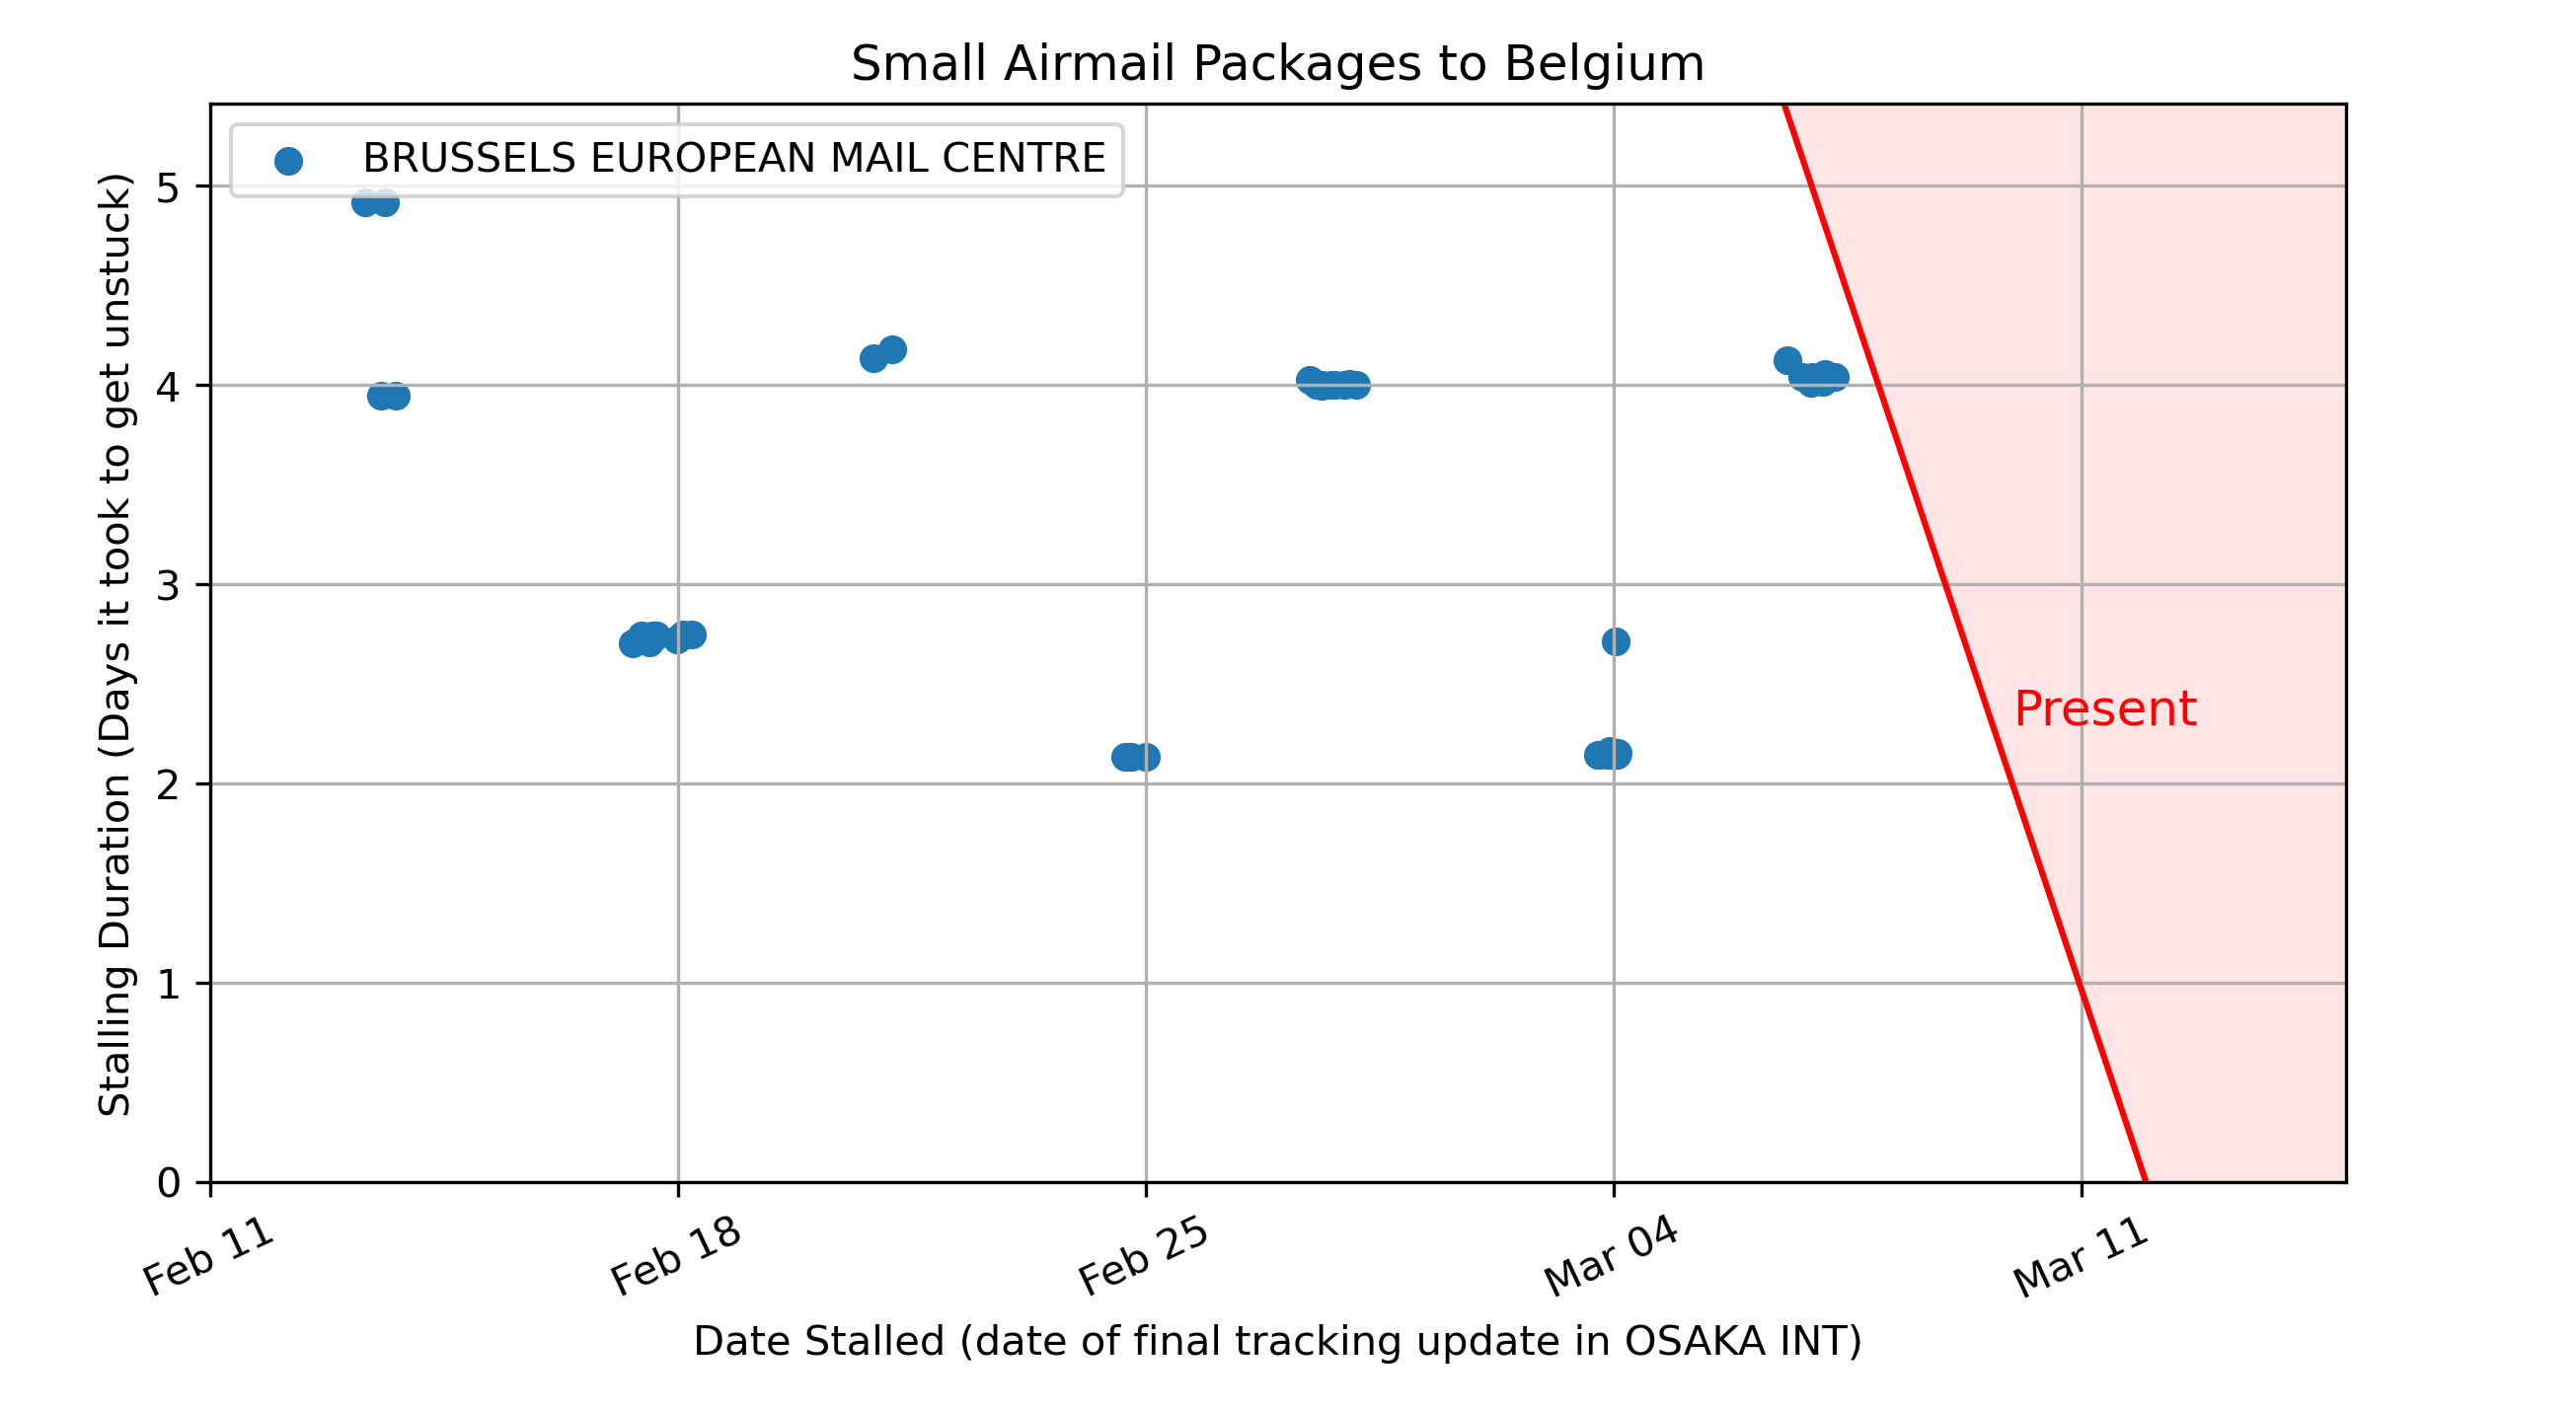 Small Airmail Packages to Belgium
BRUSSELS EUROPEAN MAIL CENTRE
Stalling Duration (Days it took to get unstuck)
5
4
3
2
1
0
Present
Feb 11
Feb 18
Feb 25
Mar 04
Mar 11
Date Stalled (date of final tracking update in OSAKA INT)